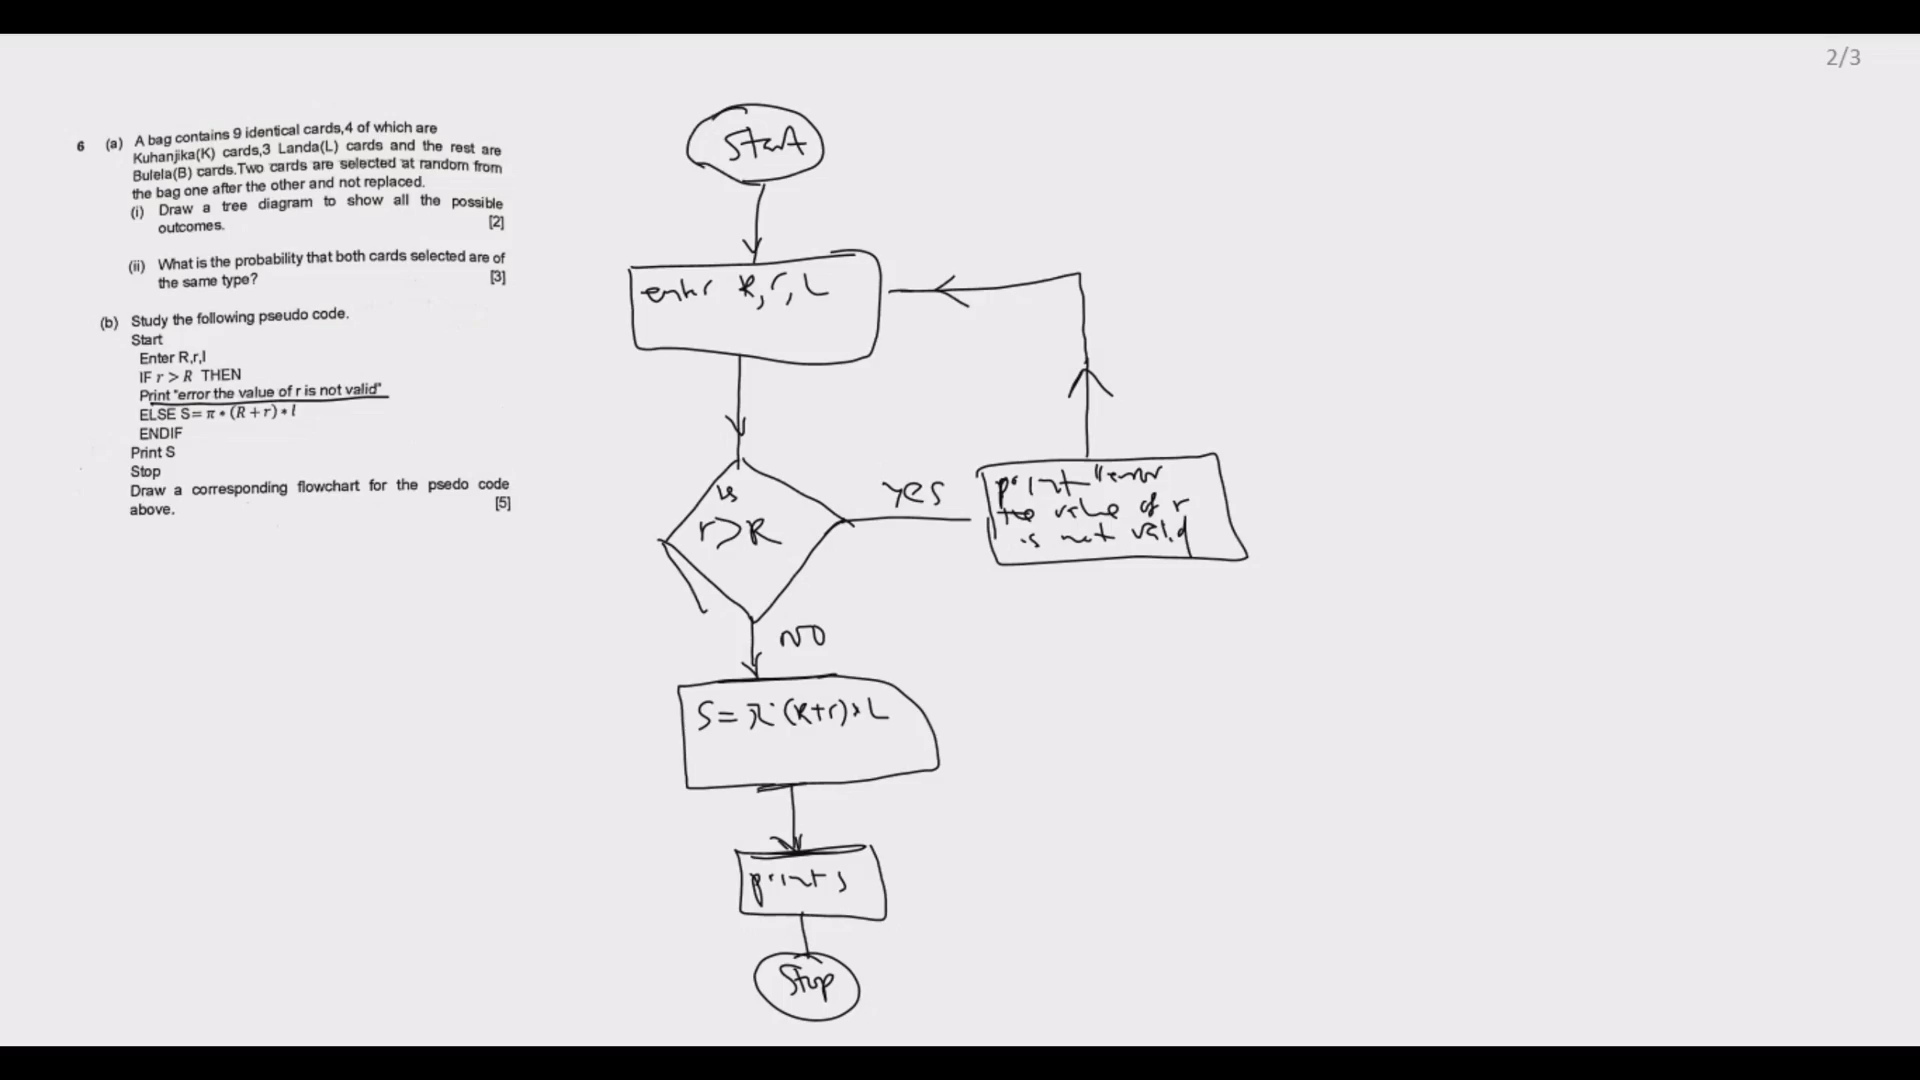 2/3
6 (a) A bag contains 9 identical cards,4 of which are
Kuhanjika(K) cards,3 Landa(L) cards and the rest are
Bulela(B) cards.Two cards are selected at random from
the bag one after the other and not replaced.
(i) Draw a tree diagram to show all the possible
outcomes. [2]
(ii) What is the probability that both cards selected are of
the same type? [3]
(b) Study the following pseudo code.
Start
Enter R,r,l
IF r > R THEN
Print "error the value of r is not valid"
ELSE S= π * (R + r) * l
ENDIF
Print S
Stop
Draw a corresponding flowchart for the psedo code
above. [5]
Start
enter R, r, L
is
r>R
yes
print "error
the value of r
is not valid
NO
S = π * (R+r) * L
print s
Stop